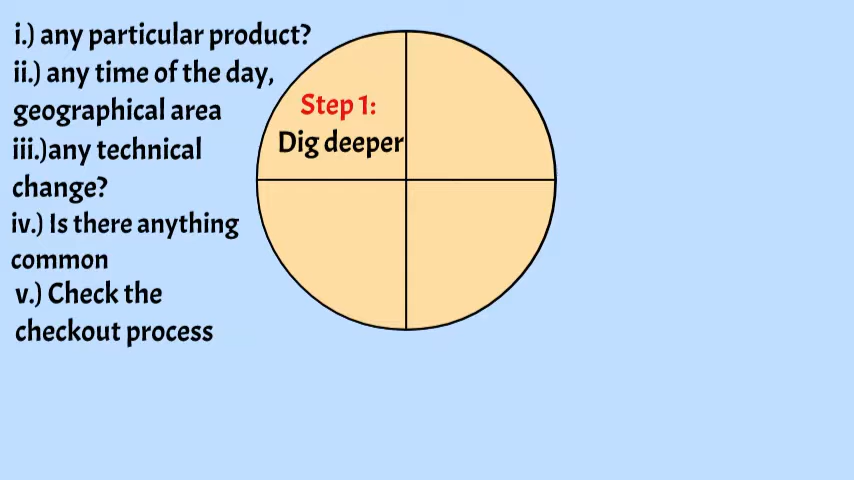 i.) any particular product?
ii.) any time of the day,
geographical area
iii.)any technical
change?
iv.) Is there anything
common
v.) Check the
checkout process
Step 1:
Dig deeper